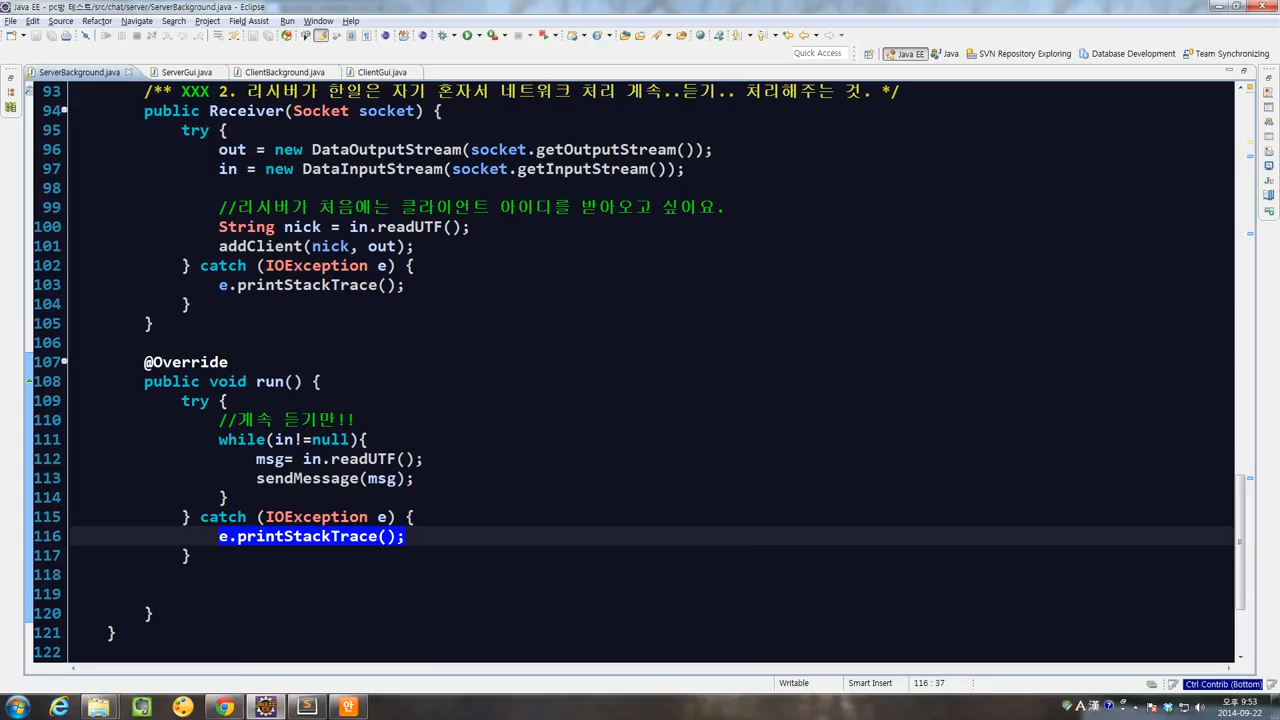 Java EE - pc방 테스트/src/chat/server/ServerBackground.java - Eclipse
File Edit Source Refactor Navigate Search Project Field Assist Run Window Help
Quick Access Java EE Java SVN Repository Exploring Database Development Team Synchronizing
ServerBackground.java ServerGui.java ClientBackground.java ClientGui.java
93 /** XXX 2. 리시버가 한일은 자기 혼자서 네트워크 처리 계속..듣기.. 처리해주는 것. */
94 public Receiver(Socket socket) {
95 try {
96 out = new DataOutputStream(socket.getOutputStream());
97 in = new DataInputStream(socket.getInputStream());
98
99 //리시버가 처음에는 클라이언트 아이디를 받아오고 싶어요.
100 String nick = in.readUTF();
101 addClient(nick, out);
102 } catch (IOException e) {
103 e.printStackTrace();
104 }
105 }
106
107 @Override
108 public void run() {
109 try {
110 //계속 듣기만!!
111 while(in!=null){
112 msg= in.readUTF();
113 sendMessage(msg);
114 }
115 } catch (IOException e) {
116 e.printStackTrace();
117 }
118
119
120 }
121 }
122
Writable Smart Insert 116 : 37 Ctrl Contrib (Bottom)
안 A 漢 오후 9:53
2014-09-22